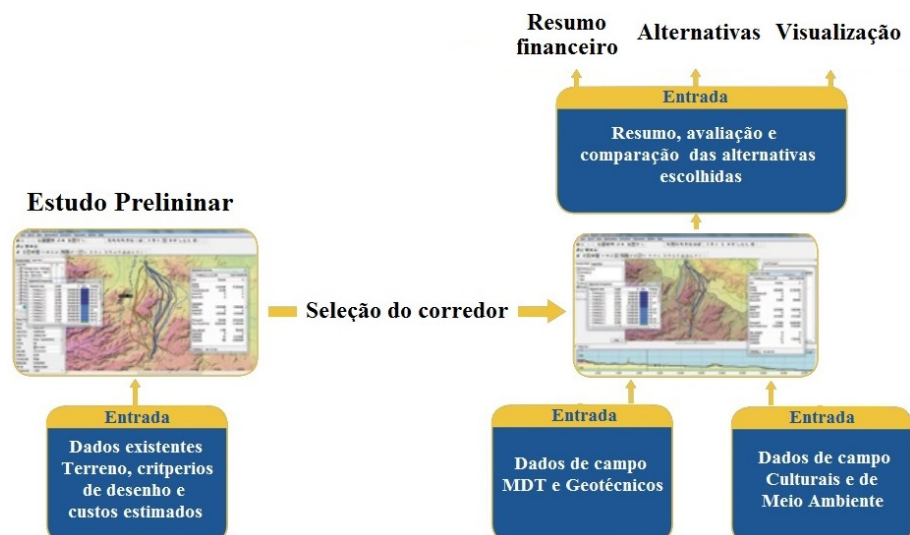 Resumo
financeiro
Alternativas
Visualização
Entrada
Resumo, avaliação e
comparação das alternativas
escolhidas
Estudo Prelininar
Seleção do corredor
Entrada
Dados existentes
Terreno, critperios
de desenho e
custos estimados
Entrada
Dados de campo
MDT e Geotécnicos
Entrada
Dados de campo
Culturais e de
Meio Ambiente